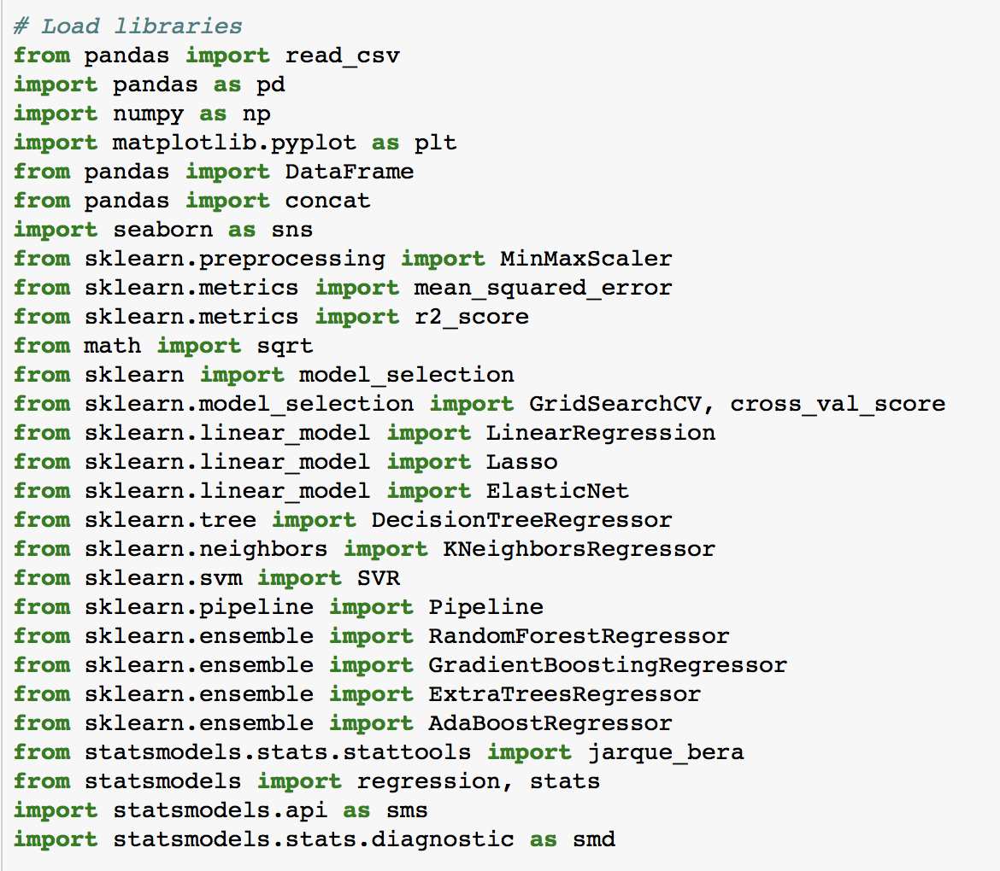 # Load libraries
from pandas import read_csv
import pandas as pd
import numpy as np
import matplotlib.pyplot as plt
from pandas import DataFrame
from pandas import concat
import seaborn as sns
from sklearn.preprocessing import MinMaxScaler
from sklearn.metrics import mean_squared_error
from sklearn.metrics import r2_score
from math import sqrt
from sklearn import model_selection
from sklearn.model_selection import GridSearchCV, cross_val_score
from sklearn.linear_model import LinearRegression
from sklearn.linear_model import Lasso
from sklearn.linear_model import ElasticNet
from sklearn.tree import DecisionTreeRegressor
from sklearn.neighbors import KNeighborsRegressor
from sklearn.svm import SVR
from sklearn.pipeline import Pipeline
from sklearn.ensemble import RandomForestRegressor
from sklearn.ensemble import GradientBoostingRegressor
from sklearn.ensemble import ExtraTreesRegressor
from sklearn.ensemble import AdaBoostRegressor
from statsmodels.stats.stattools import jarque_bera
from statsmodels import regression, stats
import statsmodels.api as sms
import statsmodels.stats.diagnostic as smd